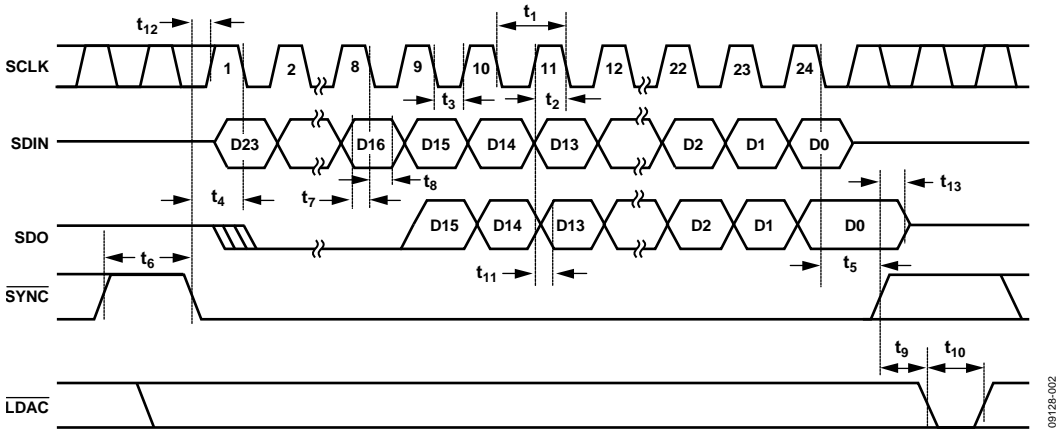 t12
t1
SCLK
1 2 8 9 10 11 12 22 23 24
t3
t2
SDIN
D23 D16 D15 D14 D13 D2 D1 D0
t4
t7
t8
t13
SDO
D15 D14 D13 D2 D1 D0
t6
t11
t5
SYNC
t9
t10
LDAC
09128-002